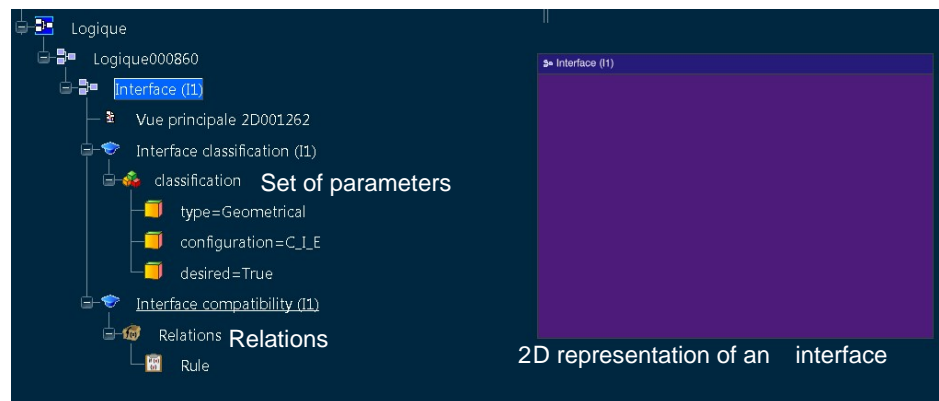 Logique
Logique000860
Interface (I1)
Vue principale 2D001262
Interface classification (I1)
classification Set of parameters
type=Geometrical
configuration=C_I_E
desired=True
Interface compatibility (I1)
Relations Relations
Rule
Interface (I1)
2D representation of an interface